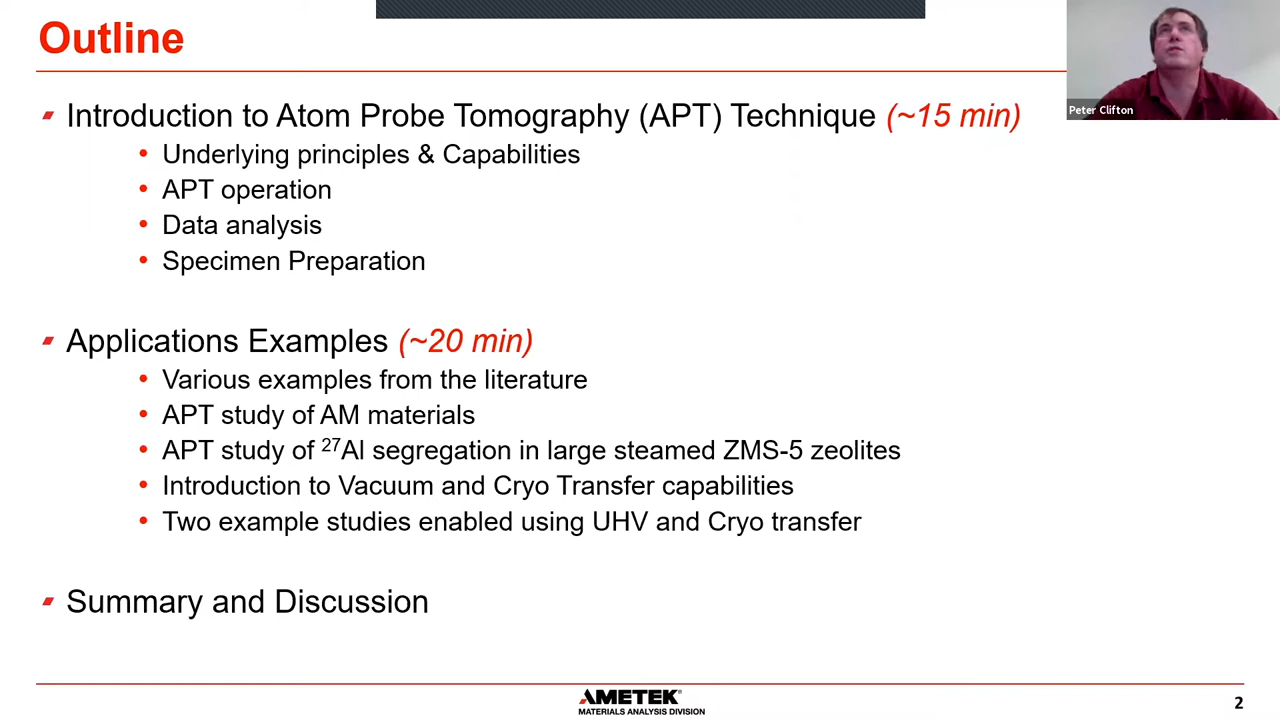 Outline
Introduction to Atom Probe Tomography (APT) Technique (~15 min)
Peter Clifton
• Underlying principles & Capabilities
• APT operation
• Data analysis
• Specimen Preparation
Applications Examples (~20 min)
• Various examples from the literature
• APT study of AM materials
• APT study of ²⁷Al segregation in large steamed ZMS-5 zeolites
• Introduction to Vacuum and Cryo Transfer capabilities
• Two example studies enabled using UHV and Cryo transfer
Summary and Discussion
AMETEK®
MATERIALS ANALYSIS DIVISION
2